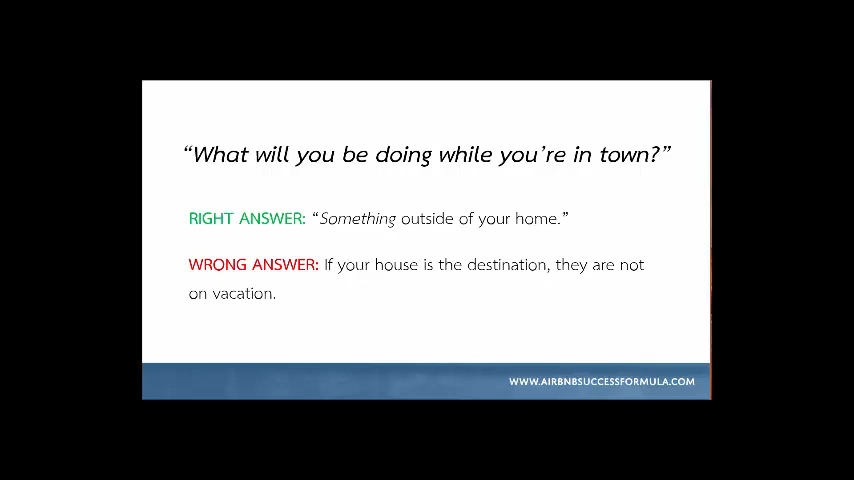 “What will you be doing while you’re in town?”
RIGHT ANSWER: “Something outside of your home.”
WRONG ANSWER: If your house is the destination, they are not
on vacation.
WWW.AIRBNBSUCCESSFORMULA.COM